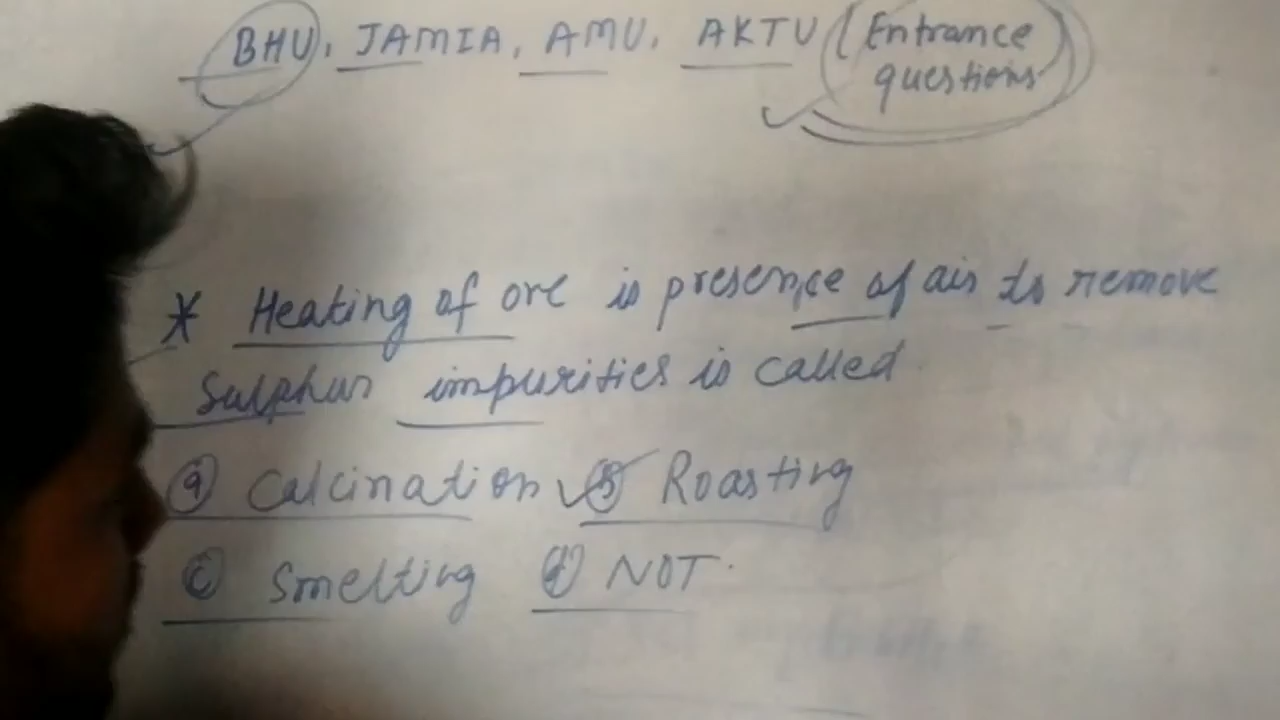 BHU, JAMIA, AMU, AKTU (Entrance
questions)
* Heating of ore is presence of air to remove
Sulphur impurities is called
(a) Calcination (b) Roasting
(c) Smelting (d) NOT.